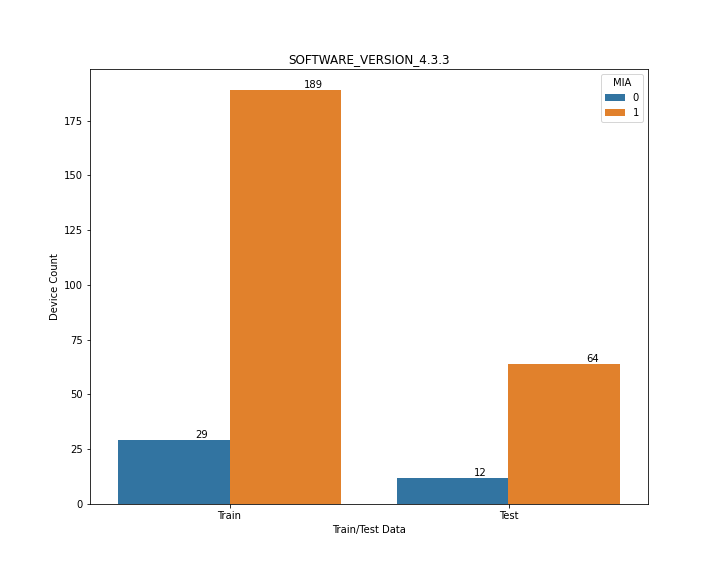 SOFTWARE_VERSION_4.3.3
MIA
0
1
189
64
29
12
175
150
125
100
75
50
25
0
Device Count
Train
Test
Train/Test Data